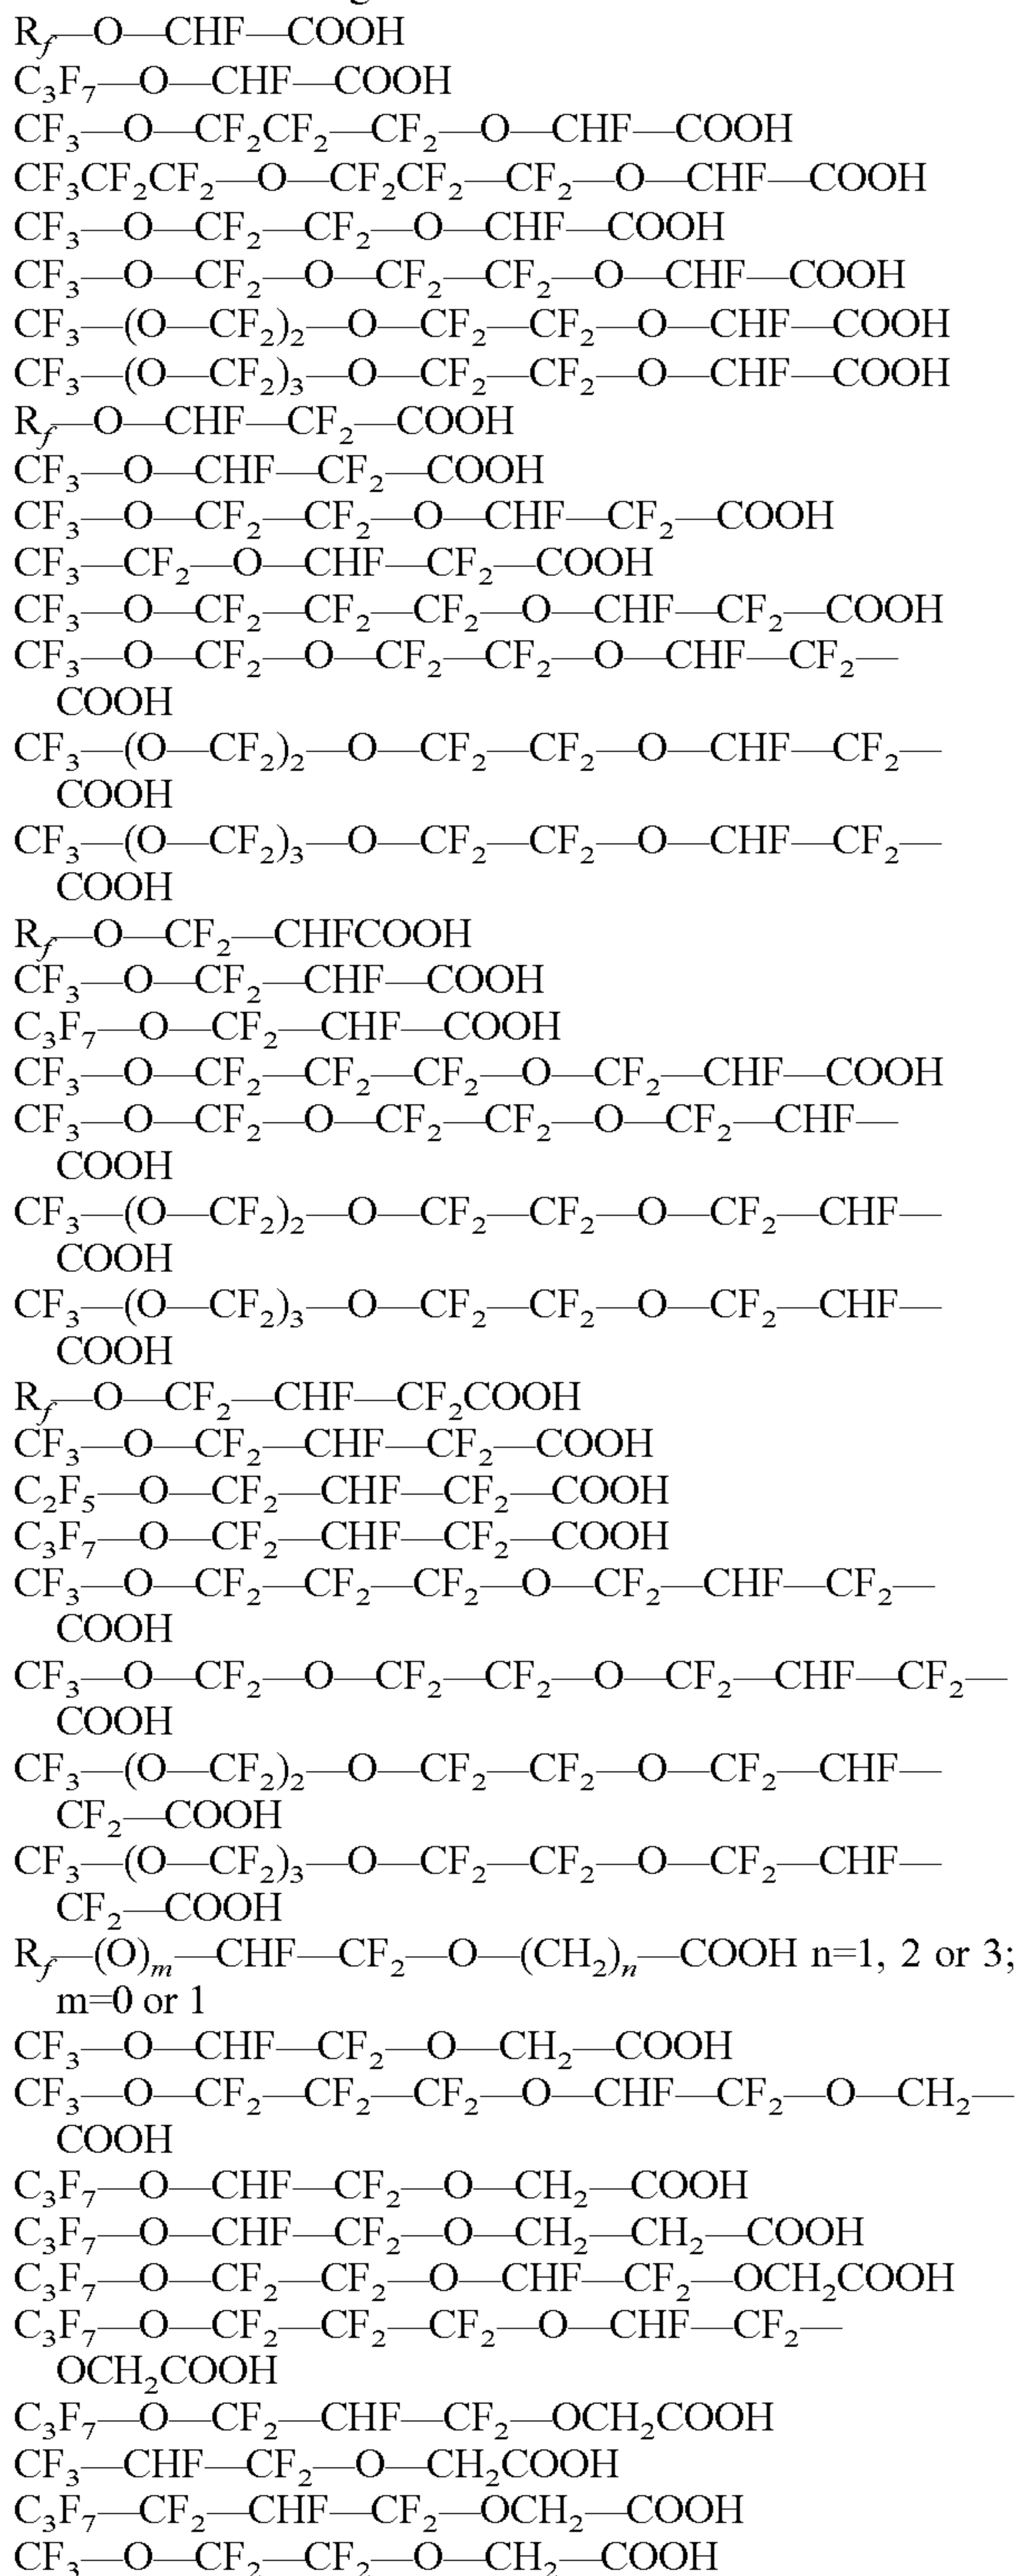 R_f—O—CHF—COOH
C₃F₇—O—CHF—COOH
CF₃—O—CF₂CF₂—CF₂—O—CHF—COOH
CF₃CF₂CF₂—O—CF₂CF₂—CF₂—O—CHF—COOH
CF₃—O—CF₂—CF₂—O—CHF—COOH
CF₃—O—CF₂—O—CF₂—CF₂—O—CHF—COOH
CF₃—(O—CF₂)₂—O—CF₂—CF₂—O—CHF—COOH
CF₃—(O—CF₂)₃—O—CF₂—CF₂—O—CHF—COOH
R_f—O—CHF—CF₂—COOH
CF₃—O—CHF—CF₂—COOH
CF₃—O—CF₂—CF₂—O—CHF—CF₂—COOH
CF₃—CF₂—O—CHF—CF₂—COOH
CF₃—O—CF₂—CF₂—CF₂—O—CHF—CF₂—COOH
CF₃—O—CF₂—O—CF₂—CF₂—O—CHF—CF₂—
COOH
CF₃—(O—CF₂)₂—O—CF₂—CF₂—O—CHF—CF₂—
COOH
CF₃—(O—CF₂)₃—O—CF₂—CF₂—O—CHF—CF₂—
COOH
R_f—O—CF₂—CHFCOOH
CF₃—O—CF₂—CHF—COOH
C₃F₇—O—CF₂—CHF—COOH
CF₃—O—CF₂—CF₂—CF₂—O—CF₂—CHF—COOH
CF₃—O—CF₂—O—CF₂—CF₂—O—CF₂—CHF—
COOH
CF₃—(O—CF₂)₂—O—CF₂—CF₂—O—CF₂—CHF—
COOH
CF₃—(O—CF₂)₃—O—CF₂—CF₂—O—CF₂—CHF—
COOH
R_f—O—CF₂—CHF—CF₂COOH
CF₃—O—CF₂—CHF—CF₂—COOH
C₂F₅—O—CF₂—CHF—CF₂—COOH
C₃F₇—O—CF₂—CHF—CF₂—COOH
CF₃—O—CF₂—CF₂—CF₂—O—CF₂—CHF—CF₂—
COOH
CF₃—O—CF₂—O—CF₂—CF₂—O—CF₂—CHF—CF₂—
COOH
CF₃—(O—CF₂)₂—O—CF₂—CF₂—O—CF₂—CHF—
CF₂—COOH
CF₃—(O—CF₂)₃—O—CF₂—CF₂—O—CF₂—CHF—
CF₂—COOH
R_f—(O)ₘ—CHF—CF₂—O—(CH₂)ₙ—COOH n=1, 2 or 3;
m=0 or 1
CF₃—O—CHF—CF₂—O—CH₂—COOH
CF₃—O—CF₂—CF₂—CF₂—O—CHF—CF₂—O—CH₂—
COOH
C₃F₇—O—CHF—CF₂—O—CH₂—COOH
C₃F₇—O—CHF—CF₂—O—CH₂—CH₂—COOH
C₃F₇—O—CF₂—CF₂—O—CHF—CF₂—OCH₂COOH
C₃F₇—O—CF₂—CF₂—CF₂—O—CHF—CF₂—
OCH₂COOH
C₃F₇—O—CF₂—CHF—CF₂—OCH₂COOH
CF₃—CHF—CF₂—O—CH₂COOH
C₃F₇—CF₂—CHF—CF₂—OCH₂—COOH
CF₃—O—CF₂—CF₂—O—CH₂—COOH